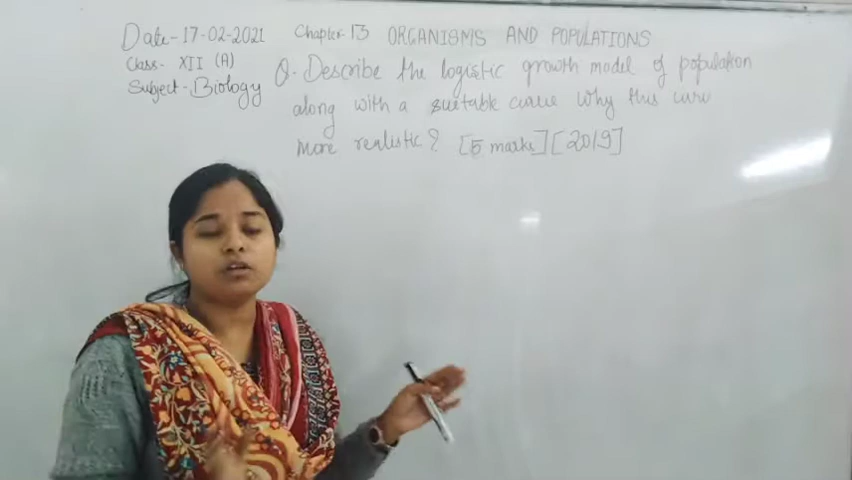 Date-17-02-2021 Chapter-13 ORGANISMS AND POPULATIONS
Class- XII (A)
Subject-Biology
Q. Describe the logistic growth model of population
along with a suitable curve why this curv
more realistic? [5 marks] [2019]